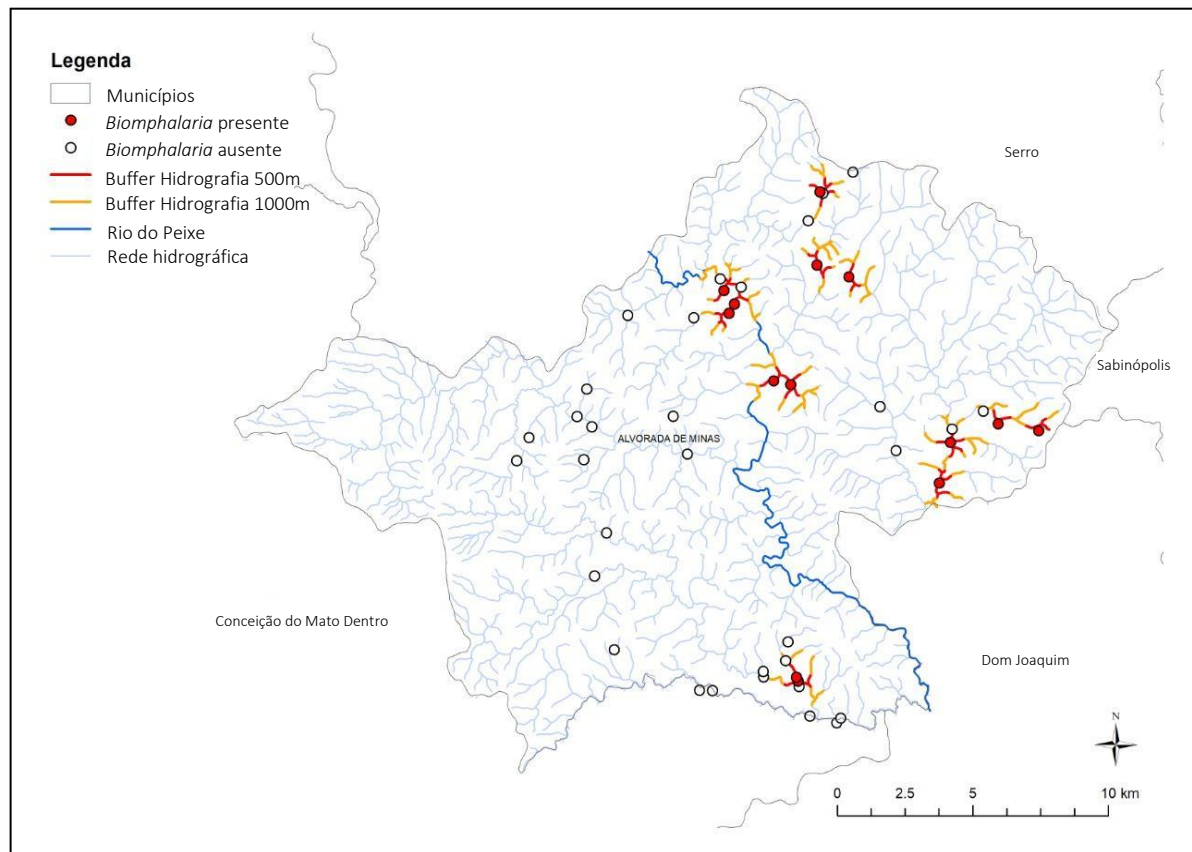 Legenda
Municípios
Biomphalaria presente
Biomphalaria ausente
Buffer Hidrografia 500m
Buffer Hidrografia 1000m
Rio do Peixe
Rede hidrográfica
Serro
Sabinópolis
ALVORADA DE MINAS
Conceição do Mato Dentro
Dom Joaquim
N
0 2.5 5 10 km